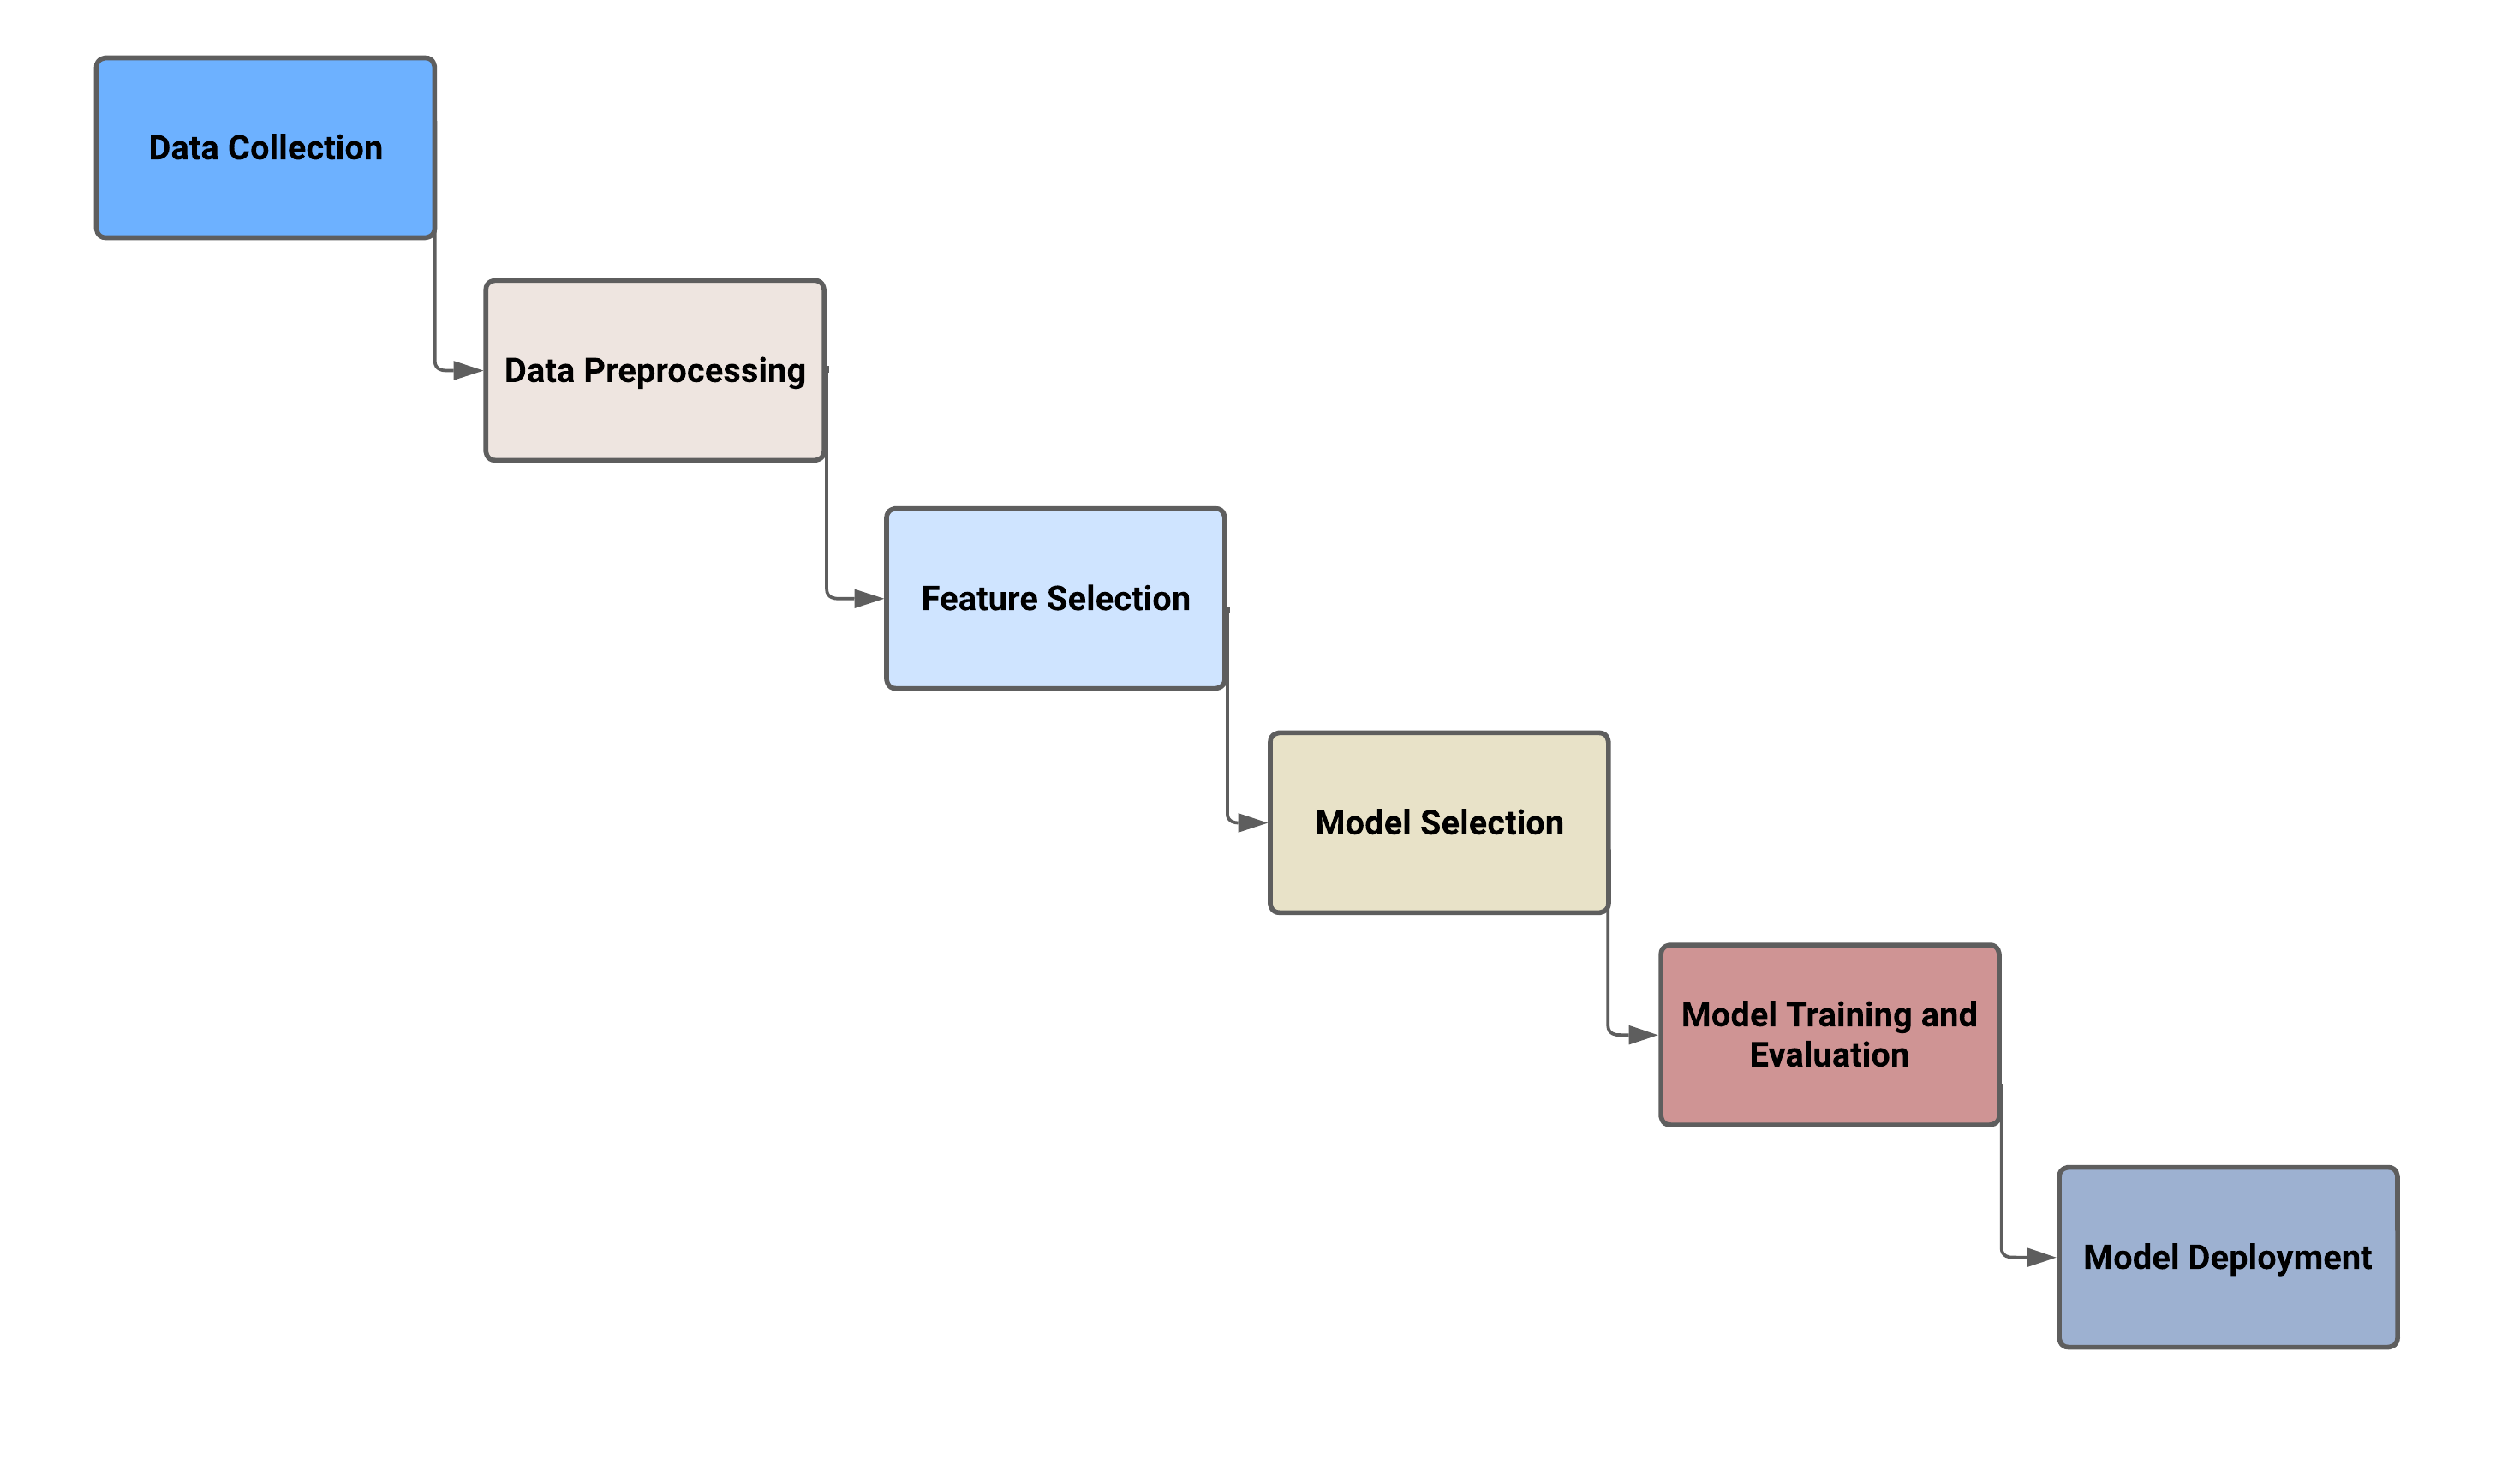 Data Collection
Data Preprocessing
Feature Selection
Model Selection
Model Training and
Evaluation
Model Deployment